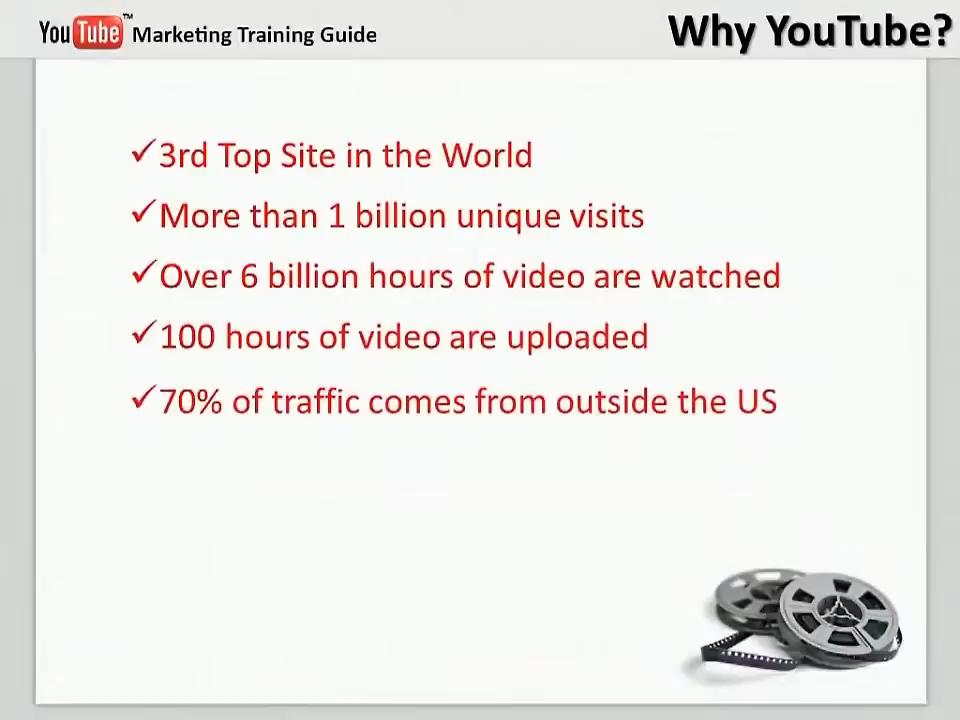 YouTube™ Marketing Training Guide
Why YouTube?
✓3rd Top Site in the World
✓More than 1 billion unique visits
✓Over 6 billion hours of video are watched
✓100 hours of video are uploaded
✓70% of traffic comes from outside the US